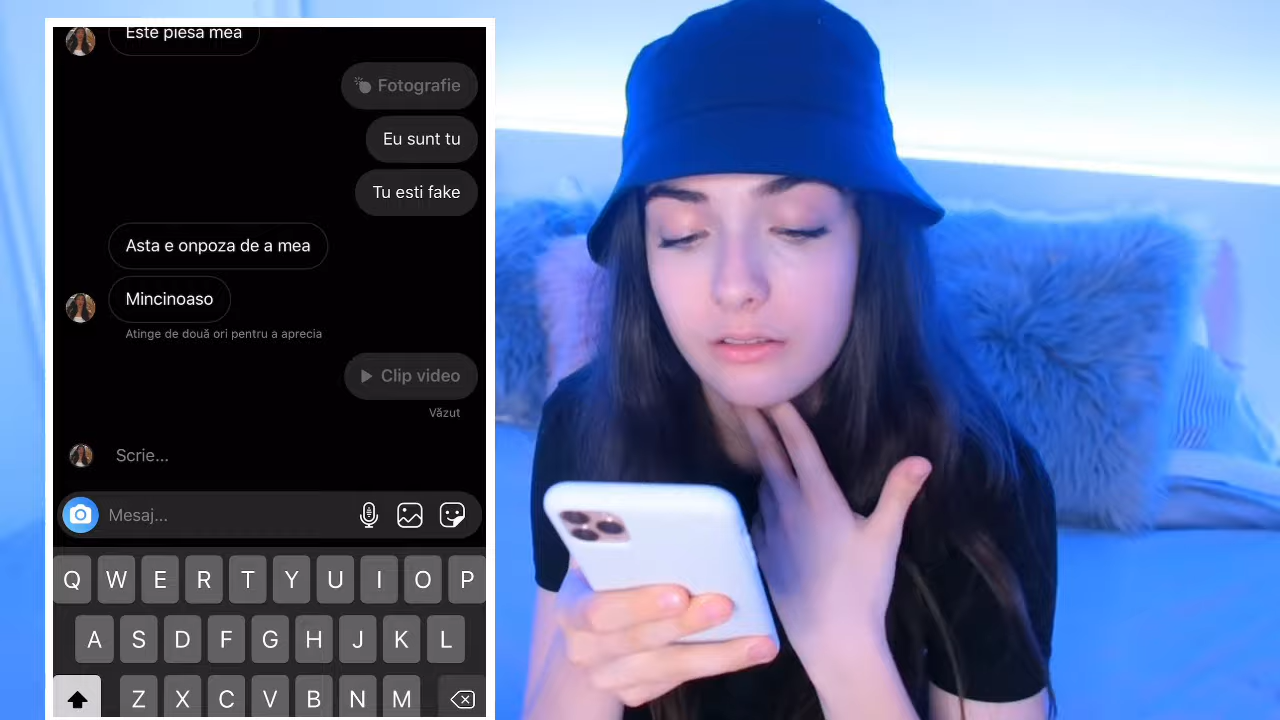 Este piesa mea
Fotografie
Eu sunt tu
Tu esti fake
Asta e onpoza de a mea
Mincinoaso
Atinge de două ori pentru a aprecia
Clip video
Văzut
Scrie...
Mesaj...
Q W E R T Y U I O P
A S D F G H J K L
Z X C V B N M